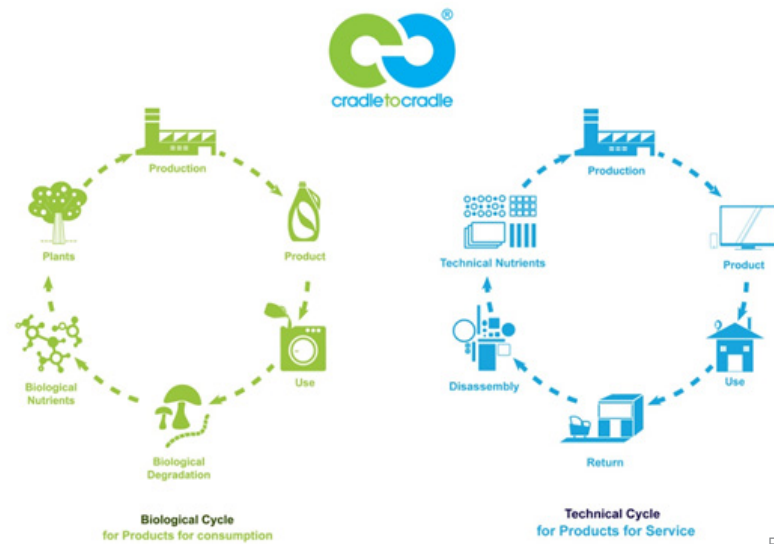 ®
cradletocradle
Production
Plants
Product
Biological
Nutrients
Use
Biological
Degradation
Biological Cycle
for Products for consumption
Production
Technical Nutrients
Product
Disassembly
Use
Return
Technical Cycle
for Products for Service